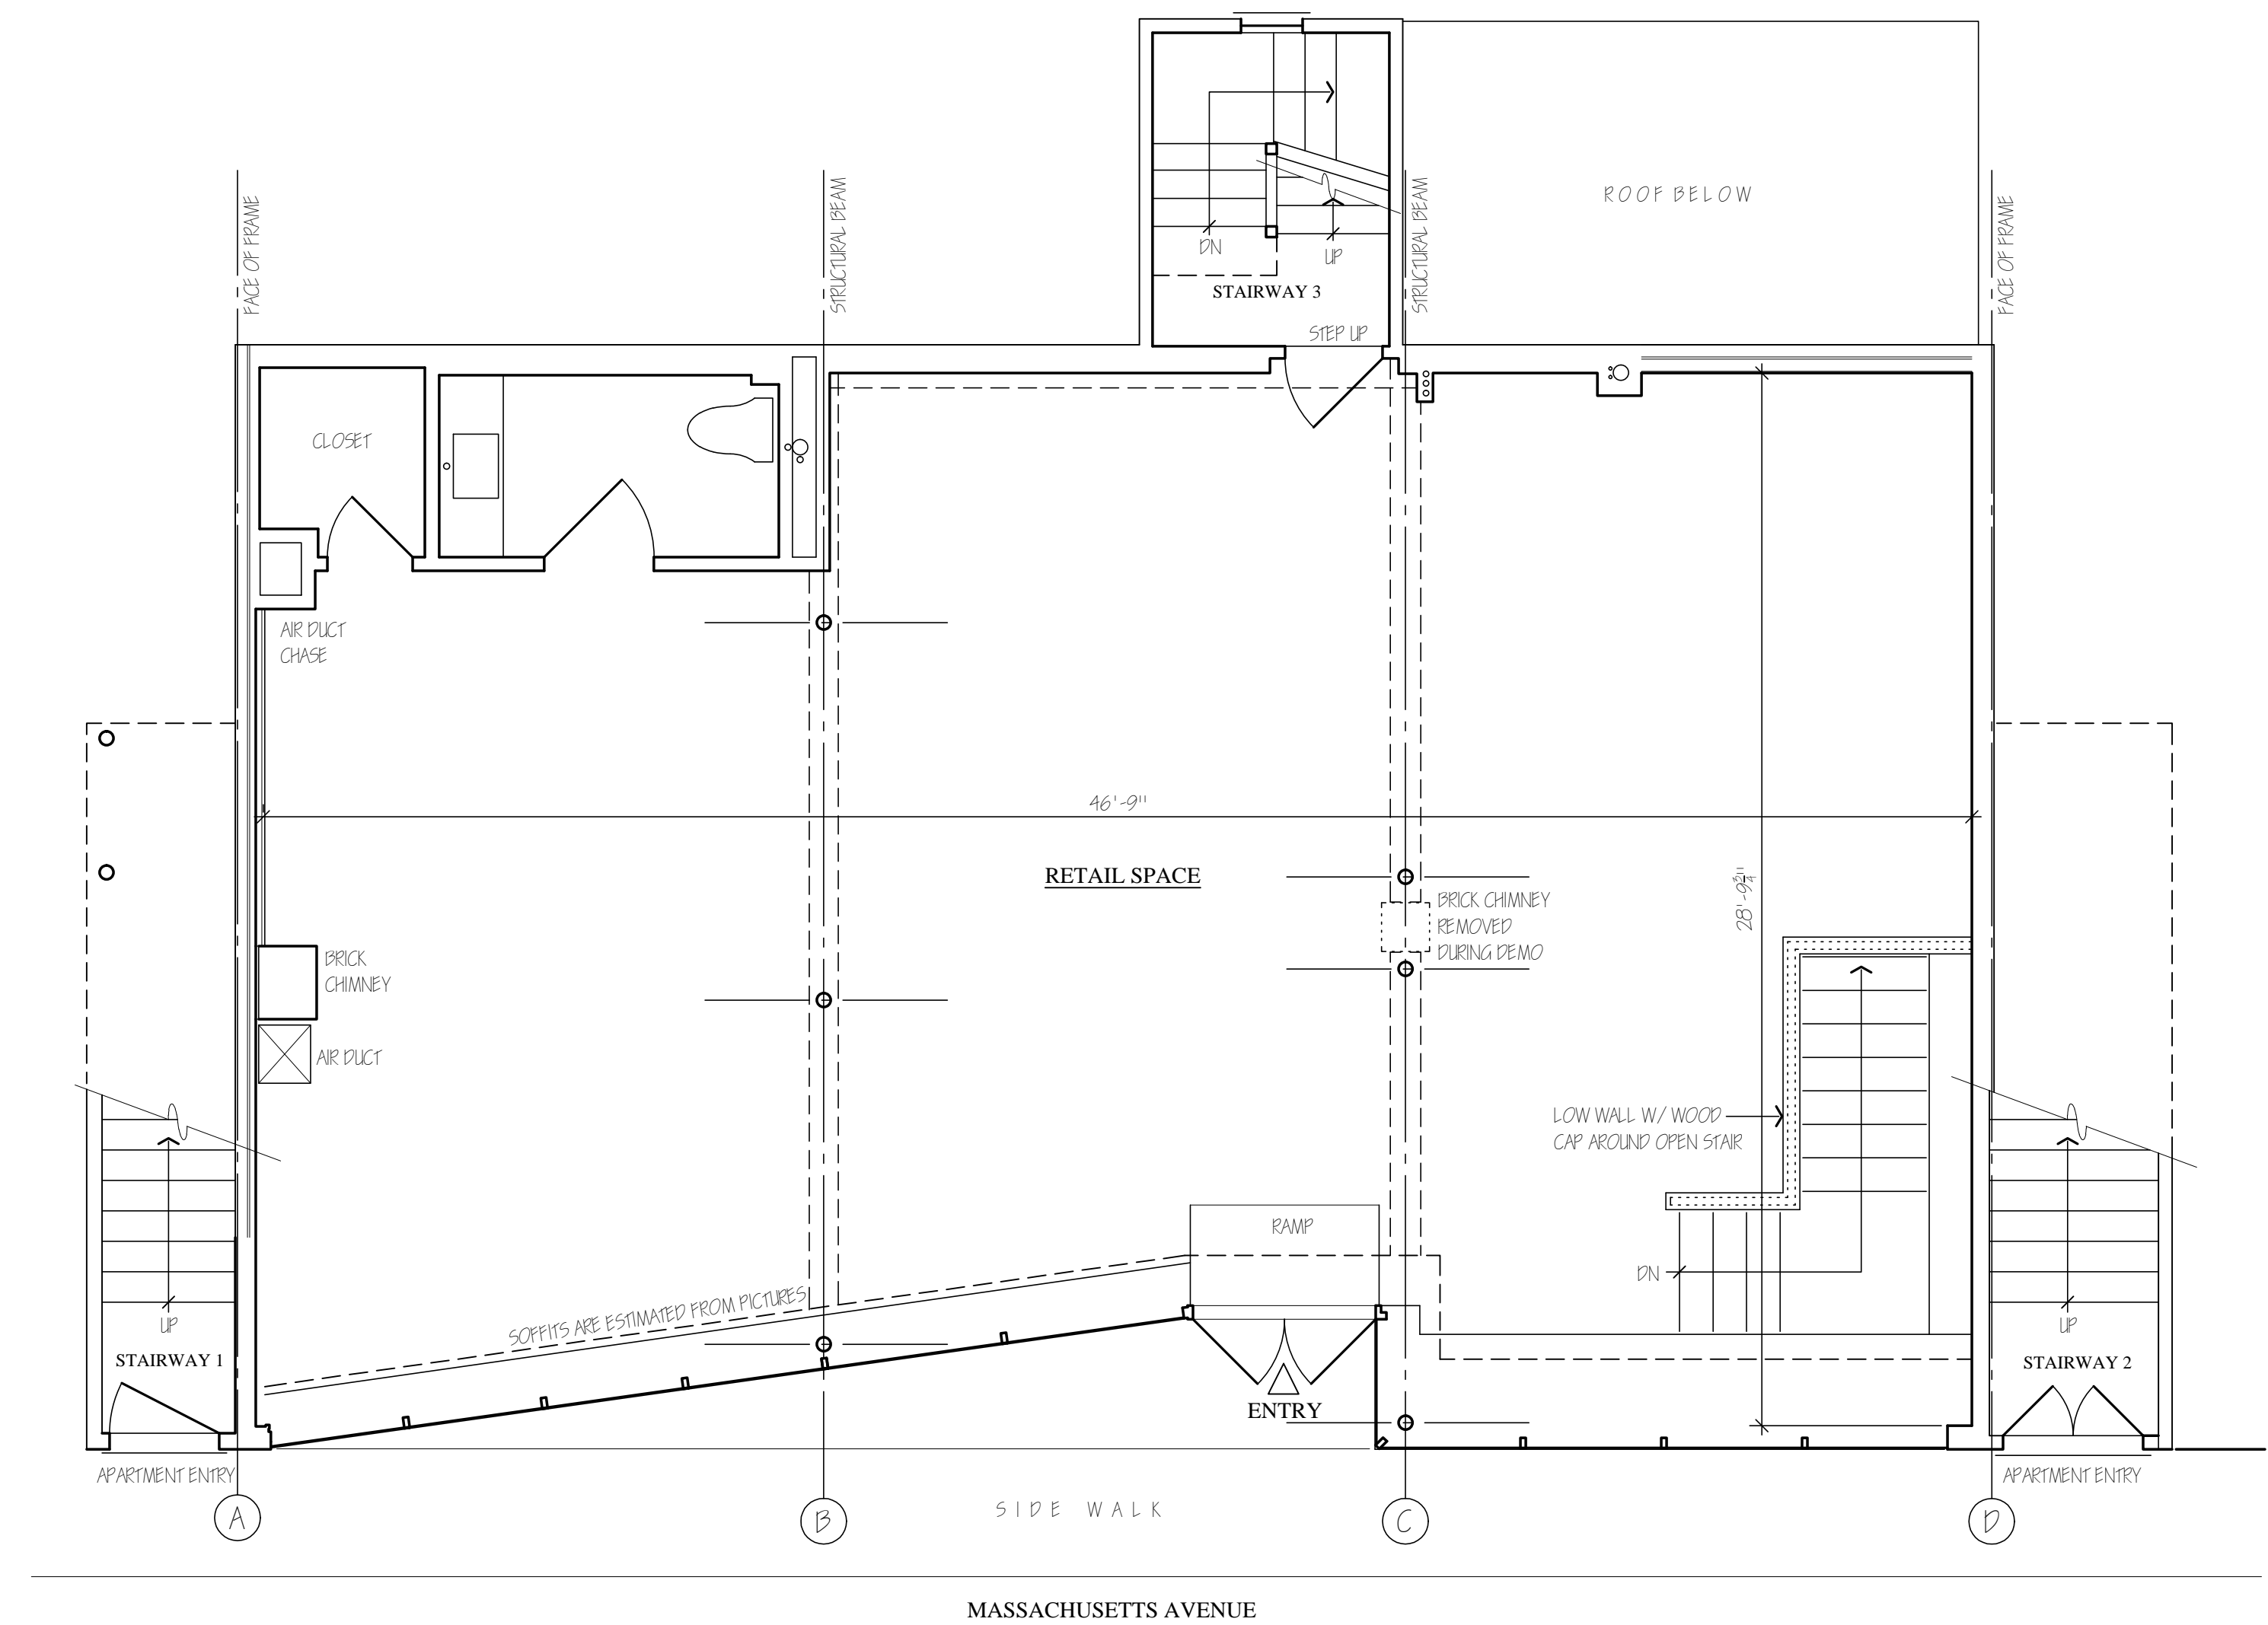 FACE OF FRAME
STRUCTURAL BEAM
STRUCTURAL BEAM
FACE OF FRAME
ROOF BELOW
DN
UP
STAIRWAY 3
STEP UP
CLOSET
AIR DUCT
CHASE
46'-9"
RETAIL SPACE
28'-9 3/4"
BRICK CHIMNEY
REMOVED
DURING DEMO
BRICK
CHIMNEY
AIR DUCT
LOW WALL W/ WOOD
CAP AROUND OPEN STAIR
RAMP
DN
SOFFITS ARE ESTIMATED FROM PICTURES
UP
STAIRWAY 1
UP
STAIRWAY 2
ENTRY
APARTMENT ENTRY
APARTMENT ENTRY
SIDE WALK
A
B
C
D
MASSACHUSETTS AVENUE